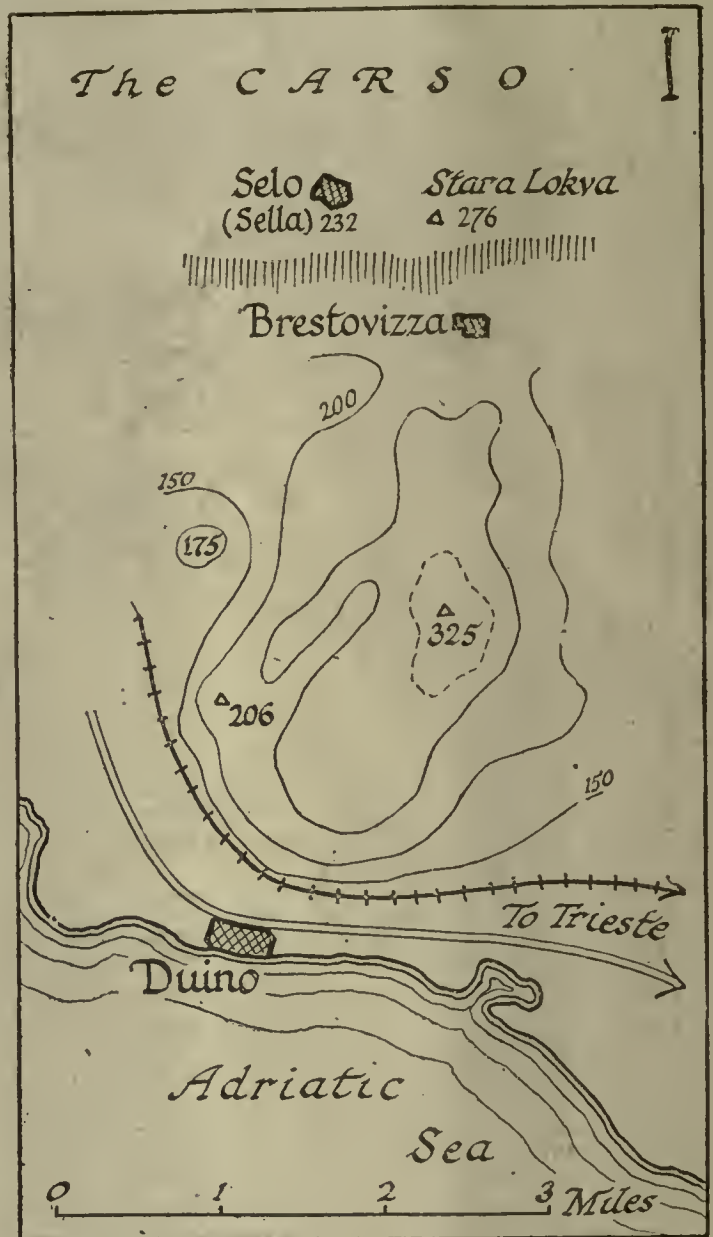 The CARSO
I
Selo
(Sella) 232
Stara Lokva
276
Brestovizza
200
150
175
325
206
150
To Trieste
Duino
Adriatic
Sea
0 1 2 3 Miles